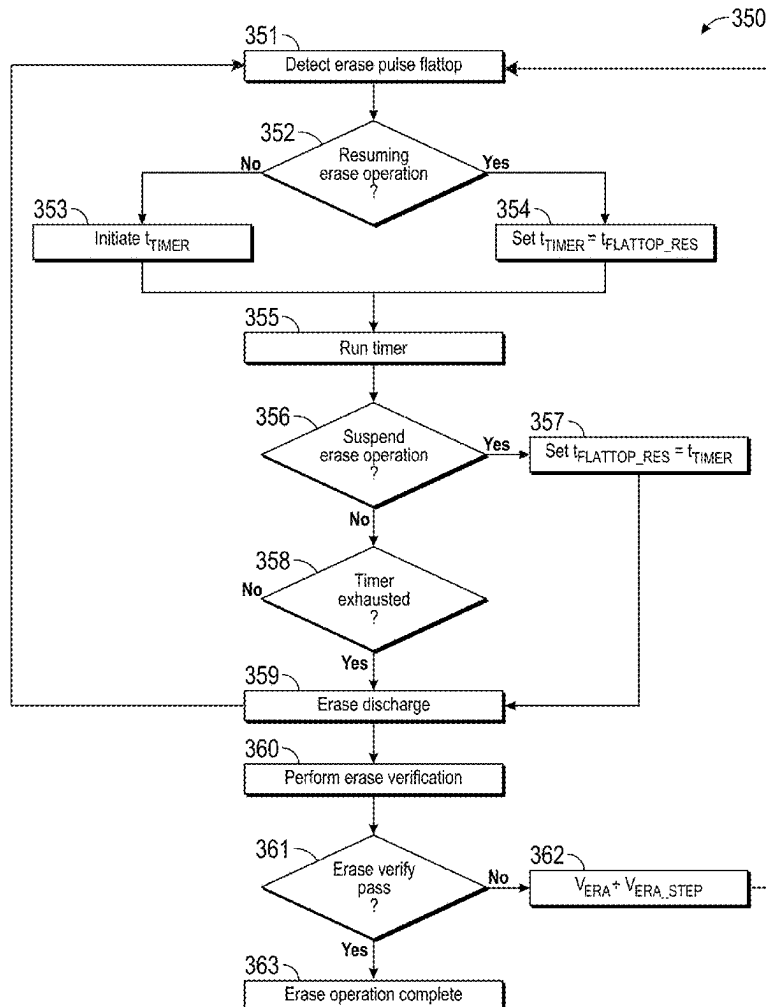 350
351
Detect erase pulse flattop
352
Resuming
erase operation
?
No
Yes
353
Initiate tTIMER
354
Set tTIMER = tFLATTOP_RES
355
Run timer
356
Suspend
erase operation
?
Yes
No
357
Set tFLATTOP_RES = tTIMER
358
Timer
exhausted
?
No
Yes
359
Erase discharge
360
Perform erase verification
361
Erase verify
pass
?
No
Yes
362
VERA + VERA_STEP
363
Erase operation complete